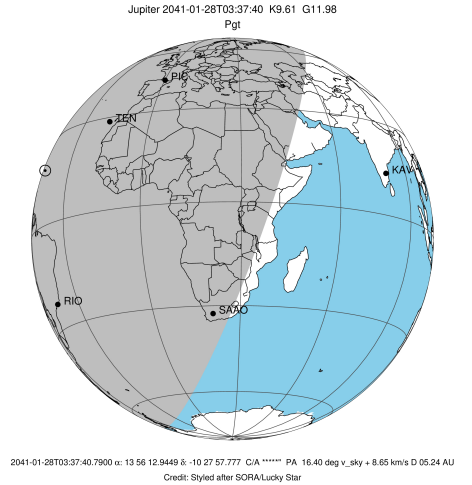 Jupiter 2041-01-28T03:37:40 K9.61 G11.98
Pgt
PIC
TEN
KAV
RIO
SAAO
2041-01-28T03:37:40.7900 α: 13 56 12.9449 δ: -10 27 57.777 C/A *****" PA 16.40 deg v_sky + 8.65 km/s D 05.24 AU
Credit: Styled after SORA/Lucky Star